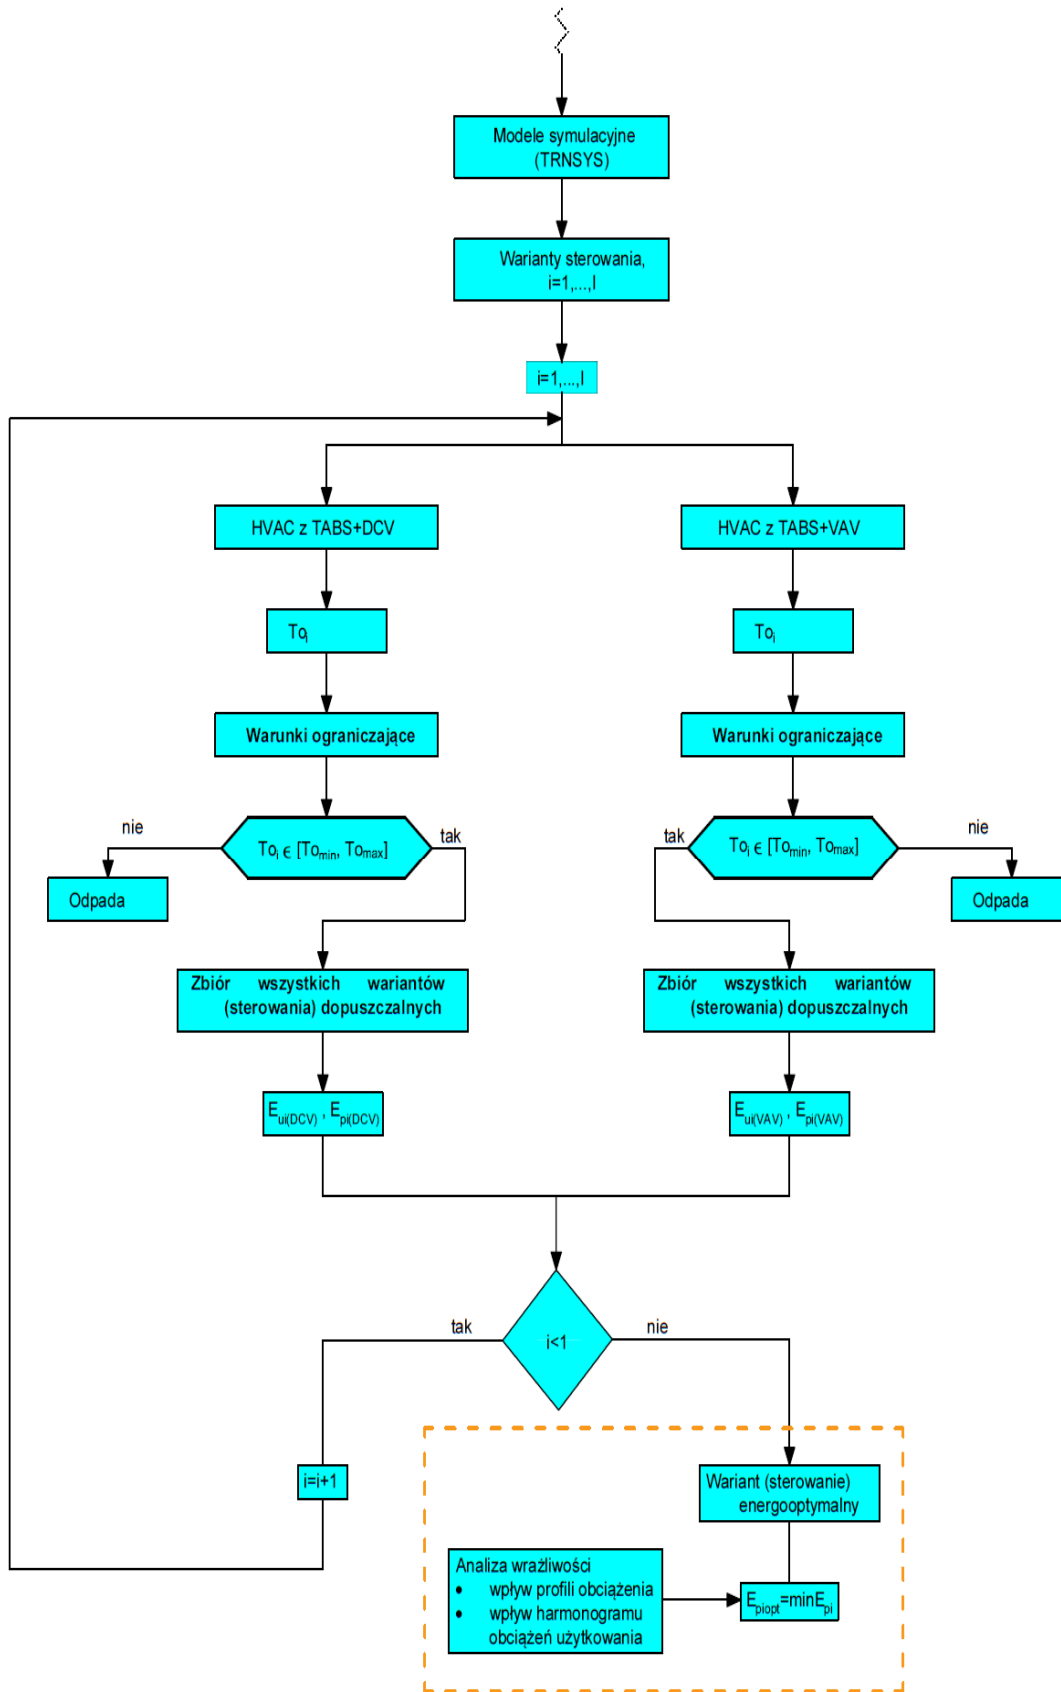 Modele symulacyjne
(TRNSYS)
Warianty sterowania,
i=1,...,I
i=1,...,I
HVAC z TABS+DCV
HVAC z TABS+VAV
Toi
Toi
Warunki ograniczające
Warunki ograniczające
nie
Toi ϵ [Tomin, Tomax]
tak
tak
Toi ϵ [Tomin, Tomax]
nie
Odpada
Odpada
Zbiór wszystkich wariantów
(sterowania) dopuszczalnych
Zbiór wszystkich wariantów
(sterowania) dopuszczalnych
Eui(DCV) , Epi(DCV)
Eui(VAV) , Epi(VAV)
tak
i<1
nie
i=i+1
Wariant (sterowanie)
energooptymalny
Analiza wrażliwości
• wpływ profili obciążenia
• wpływ harmonogramu
obciążeń użytkowania
Epiopt=minEpi